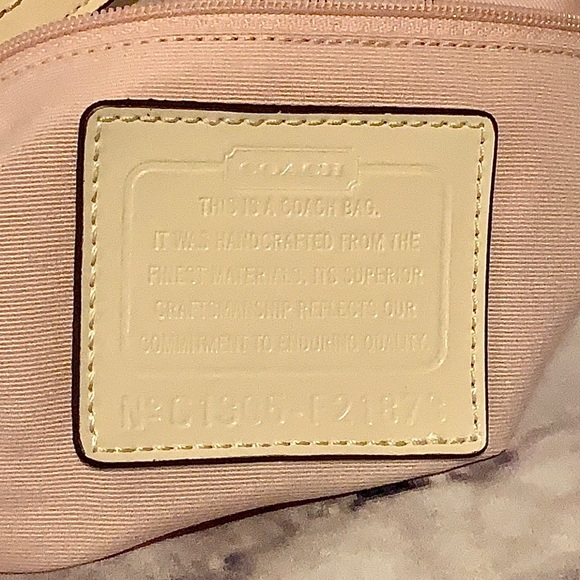 COACH
THIS IS A COACH BAG.
IT WAS HANDCRAFTED FROM THE
FINEST MATERIALS. ITS SUPERIOR
CRAFTSMANSHIP REFLECTS OUR
COMMITMENT TO ENDURING QUALITY.